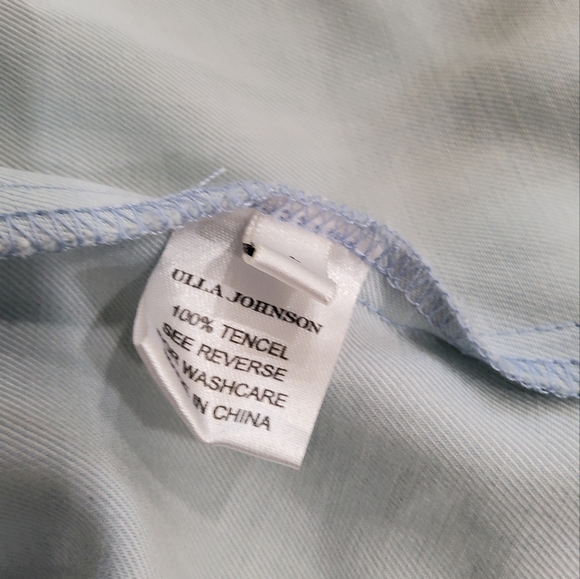 ULLA JOHNSON
100% TENCEL
SEE REVERSE
WASHCARE
IN CHINA